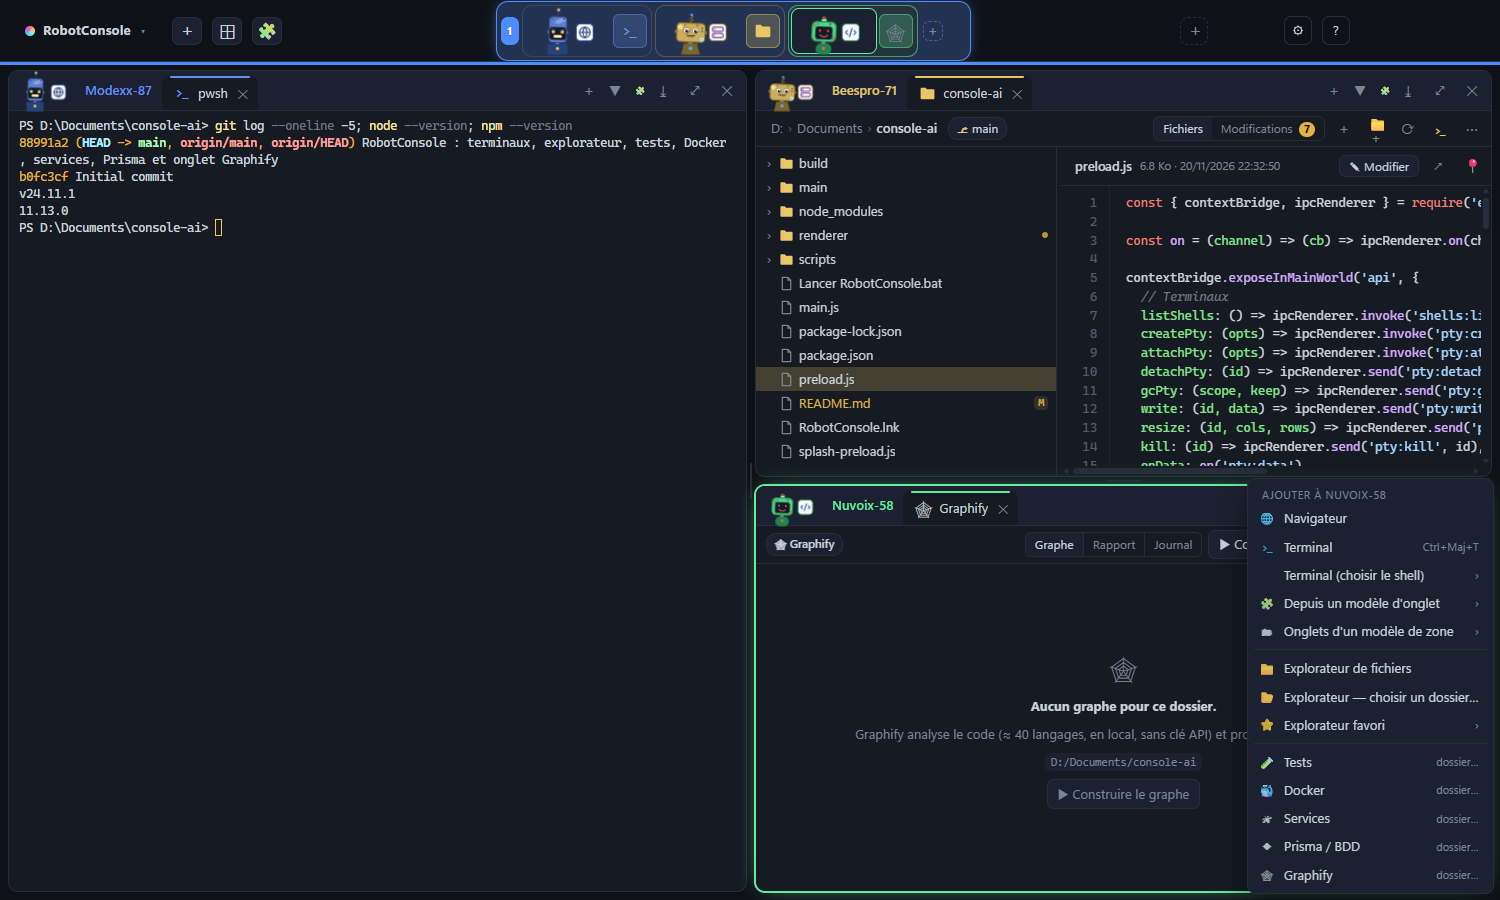 RobotConsole
1
?
Modexx-87
pwsh
PS D:\Documents\console-ai> git log --oneline -5; node --version; npm --version
88991a2 (HEAD -> main, origin/main, origin/HEAD) RobotConsole : terminaux, explorateur, tests, Docker
, services, Prisma et onglet Graphify
b0fc3cf Initial commit
v24.11.1
11.13.0
PS D:\Documents\console-ai>
Beespro-71
console-ai
D: › Documents › console-ai
main
Fichiers
Modifications 7
build
main
node_modules
renderer
scripts
Lancer RobotConsole.bat
main.js
package-lock.json
package.json
preload.js
README.md M
RobotConsole.lnk
splash-preload.js
preload.js 6.8 Ko · 20/11/2026 22:32:50
Modifier
1 const { contextBridge, ipcRenderer } = require('e
2
3 const on = (channel) => (cb) => ipcRenderer.on(ch
4
5 contextBridge.exposeInMainWorld('api', {
6 // Terminaux
7 listShells: () => ipcRenderer.invoke('shells:li
8 createPty: (opts) => ipcRenderer.invoke('pty:cr
9 attachPty: (opts) => ipcRenderer.invoke('pty:at
10 detachPty: (id) => ipcRenderer.send('pty:detach
11 gcPty: (scope, keep) => ipcRenderer.send('pty:g
12 write: (id, data) => ipcRenderer.send('pty:writ
13 resize: (id, cols, rows) => ipcRenderer.send('p
14 kill: (id) => ipcRenderer.send('pty:kill', id),
15 onData: on('pty:data')
Nuvoix-58
Graphify
Graphify
Graphe
Rapport
Journal
▶ Co
Aucun graphe pour ce dossier.
Graphify analyse le code (≈ 40 langages, en local, sans clé API) et pro
D:/Documents/console-ai
▶ Construire le graphe
AJOUTER À NUVOIX-58
Navigateur
Terminal Ctrl+Maj+T
Terminal (choisir le shell) ›
Depuis un modèle d'onglet ›
Onglets d'un modèle de zone ›
Explorateur de fichiers
Explorateur — choisir un dossier...
Explorateur favori ›
Tests dossier...
Docker dossier...
Services dossier...
Prisma / BDD dossier...
Graphify dossier...